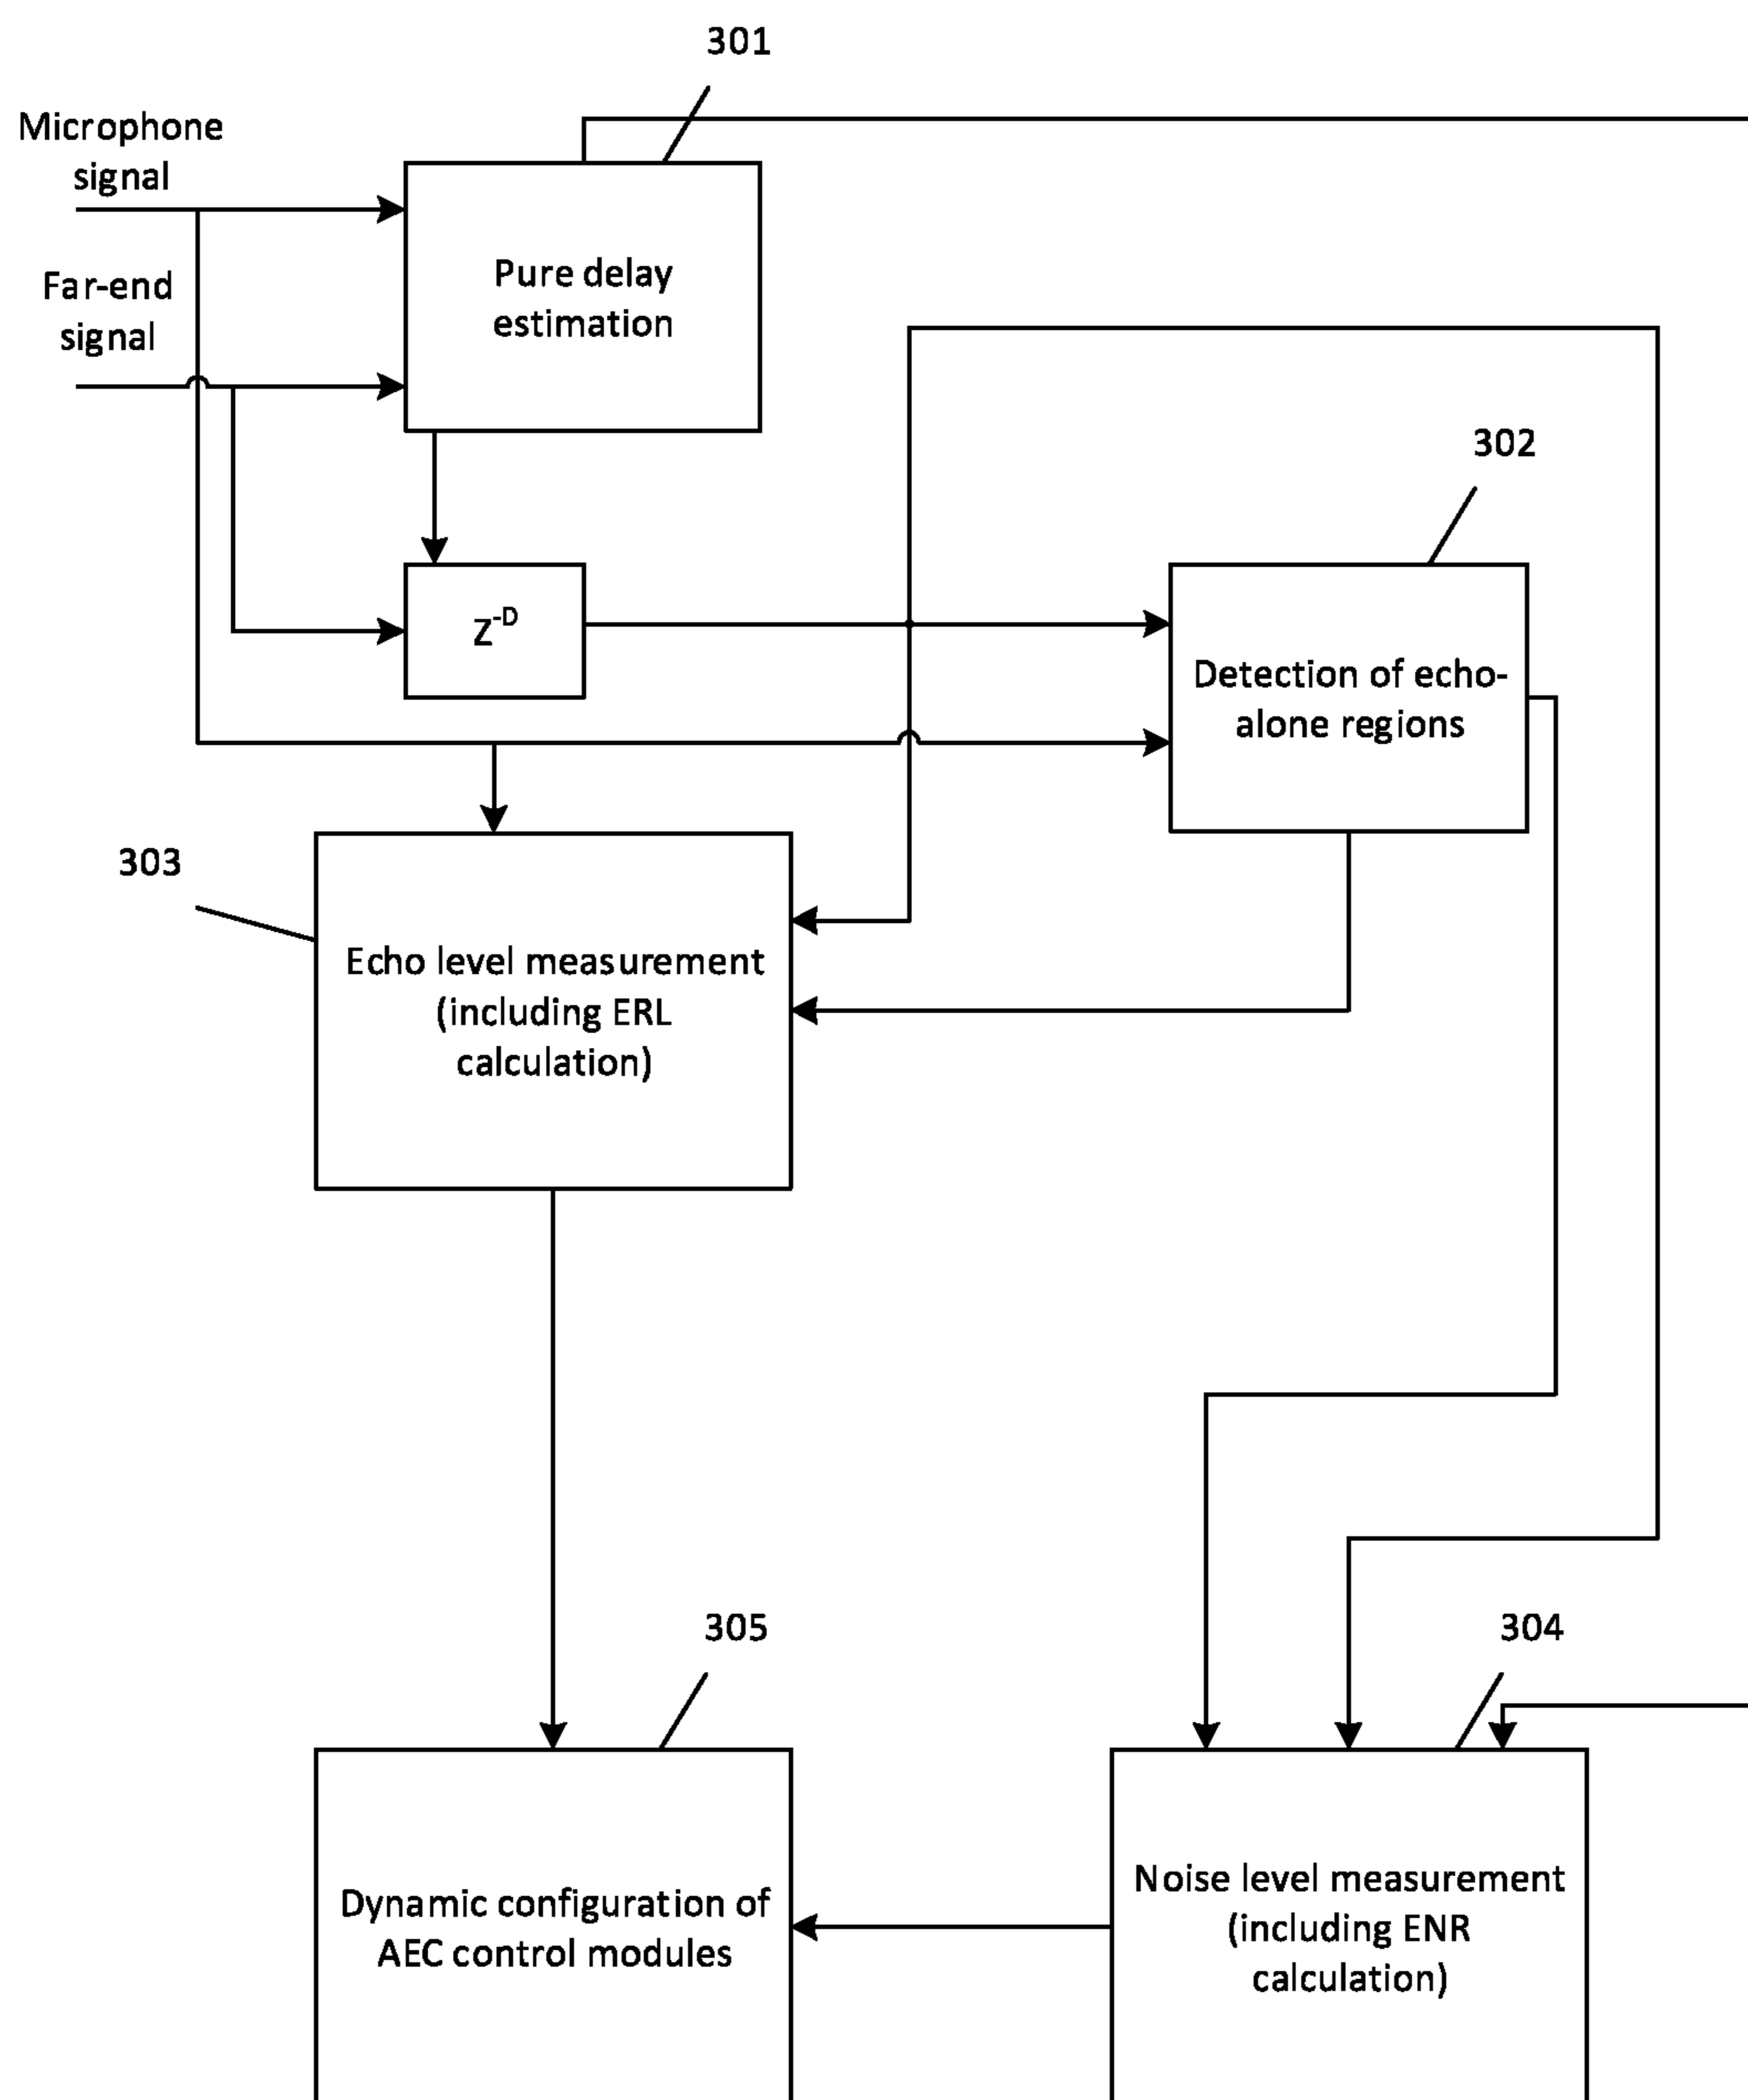 301
Microphone
signal
Far-end
signal
Pure delay
estimation
302
Z-D
Detection of echo-
alone regions
303
Echo level measurement
(including ERL
calculation)
305
304
Dynamic configuration of
AEC control modules
Noise level measurement
(including ENR
calculation)